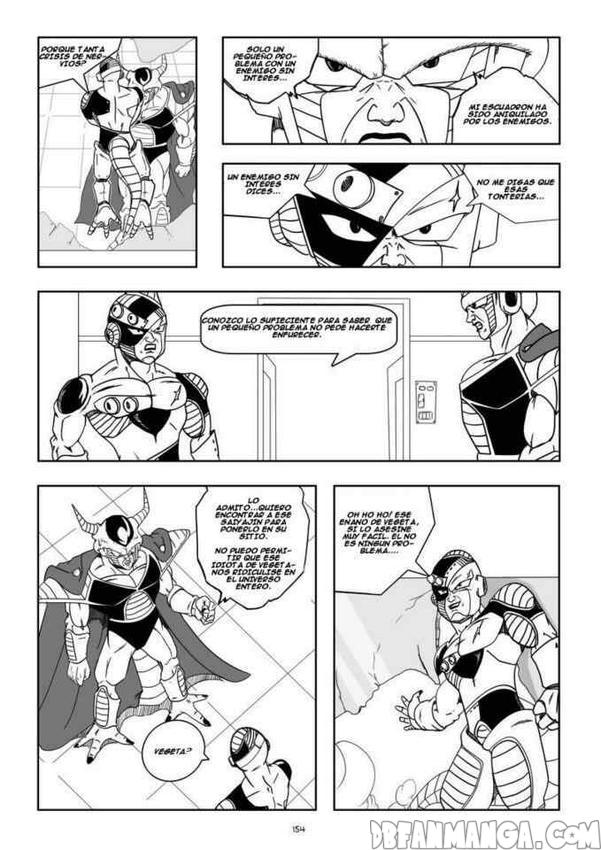 PORQUE TANTA
CRISIS DE NER-
VIOS?
SOLO UN
PEQUEÑO PRO-
BLEMA CON UN
ENEMIGO SIN
INTERES...
MI ESCUADRON HA
SIDO ANIQUILADO
POR LOS ENEMIGOS.
UN ENEMIGO SIN
INTERES
DICES...
NO ME DIGAS QUE
ESAS
TONTERIAS...
CONOZCO LO SUFIECIENTE PARA SABER QUE
UN PEQUEÑO PROBLEMA NO PEDE HACERTE
ENFURECER.
LO
ADMITO...QUIERO
ENCONTRAR A ESE
SAIYAJIN PARA
PONERLO EN SU
SITIO.
NO PUEDO PERMI-
TIR QUE ESE
IDIOTA DE VEGETA-
NOS RIDICULISE EN
EL UNIVERSO
ENTERO.
VEGETA?
OH HO HO! ESE
ENANO DE VEGETA,
SI LO ASESINE
MUY FACIL. EL NO
ES NINGUN PRO-
BLEMA....
154
DBFANMANGA.COM